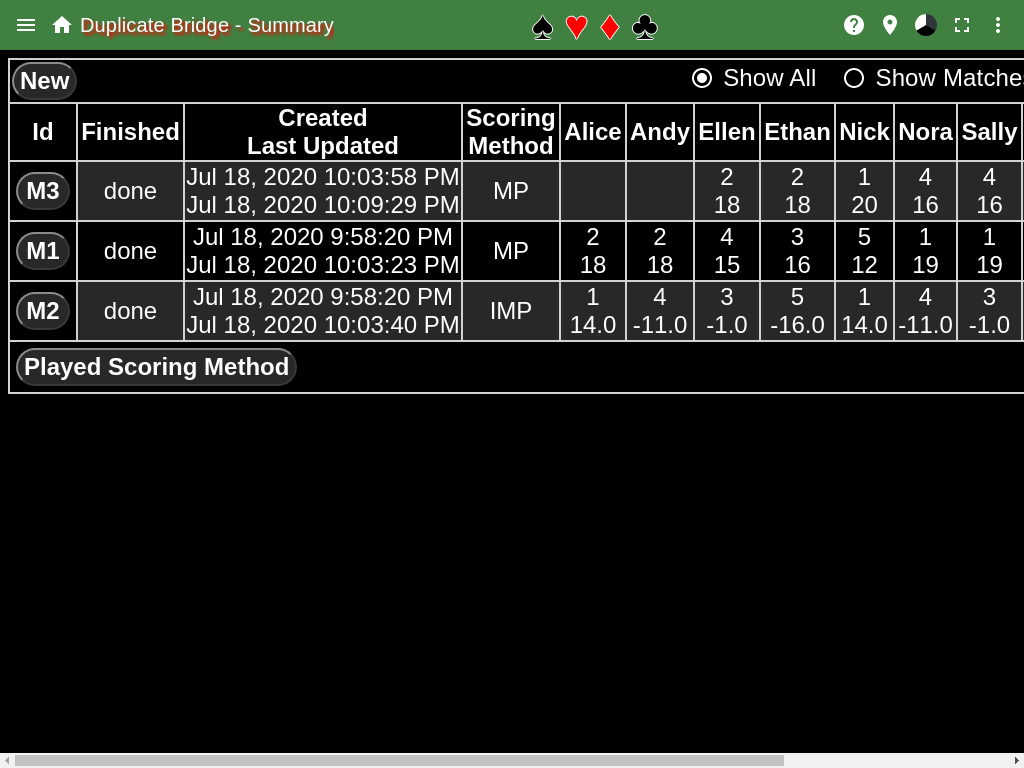 Duplicate Bridge - Summary
New
Show All
Show Matche
Id Finished Created Last Updated Scoring Method Alice Andy Ellen Ethan Nick Nora Sally
M3 done Jul 18, 2020 10:03:58 PM Jul 18, 2020 10:09:29 PM MP 2 18 2 18 1 20 4 16 4 16
M1 done Jul 18, 2020 9:58:20 PM Jul 18, 2020 10:03:23 PM MP 2 18 2 18 4 15 3 16 5 12 1 19 1 19
M2 done Jul 18, 2020 9:58:20 PM Jul 18, 2020 10:03:40 PM IMP 1 14.0 4 -11.0 3 -1.0 5 -16.0 1 14.0 4 -11.0 3 -1.0
Played Scoring Method